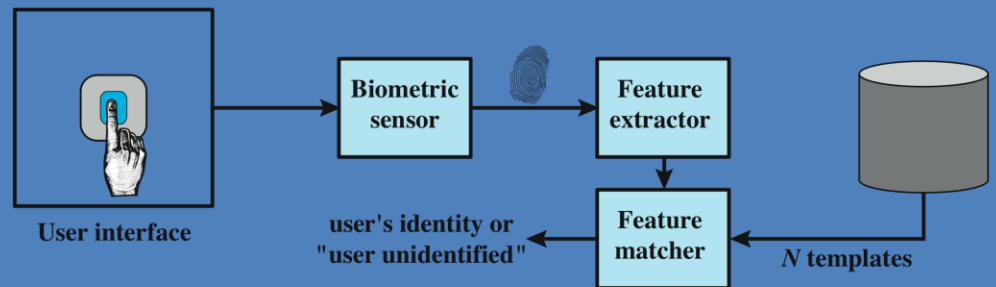 Biometric
sensor
Feature
extractor
User interface
user's identity or
"user unidentified"
Feature
matcher
N templates